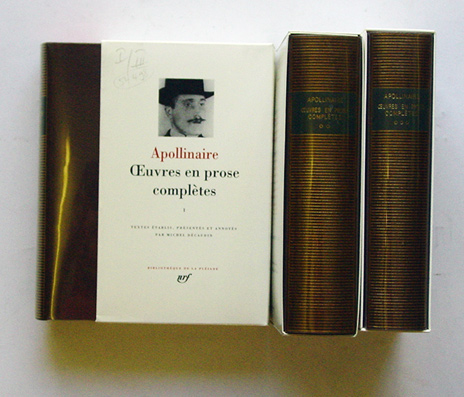 Apollinaire
Œuvres en prose
complètes
I
TEXTES ÉTABLIS, PRÉSENTÉS ET ANNOTÉS
PAR MICHEL DÉCAUDIN
BIBLIOTHÈQUE DE LA PLÉIADE
nrf
APOLLINAIRE
ŒUVRES EN PROSE
COMPLÈTES
APOLLINAIRE
ŒUVRES EN PROSE
COMPLÈTES